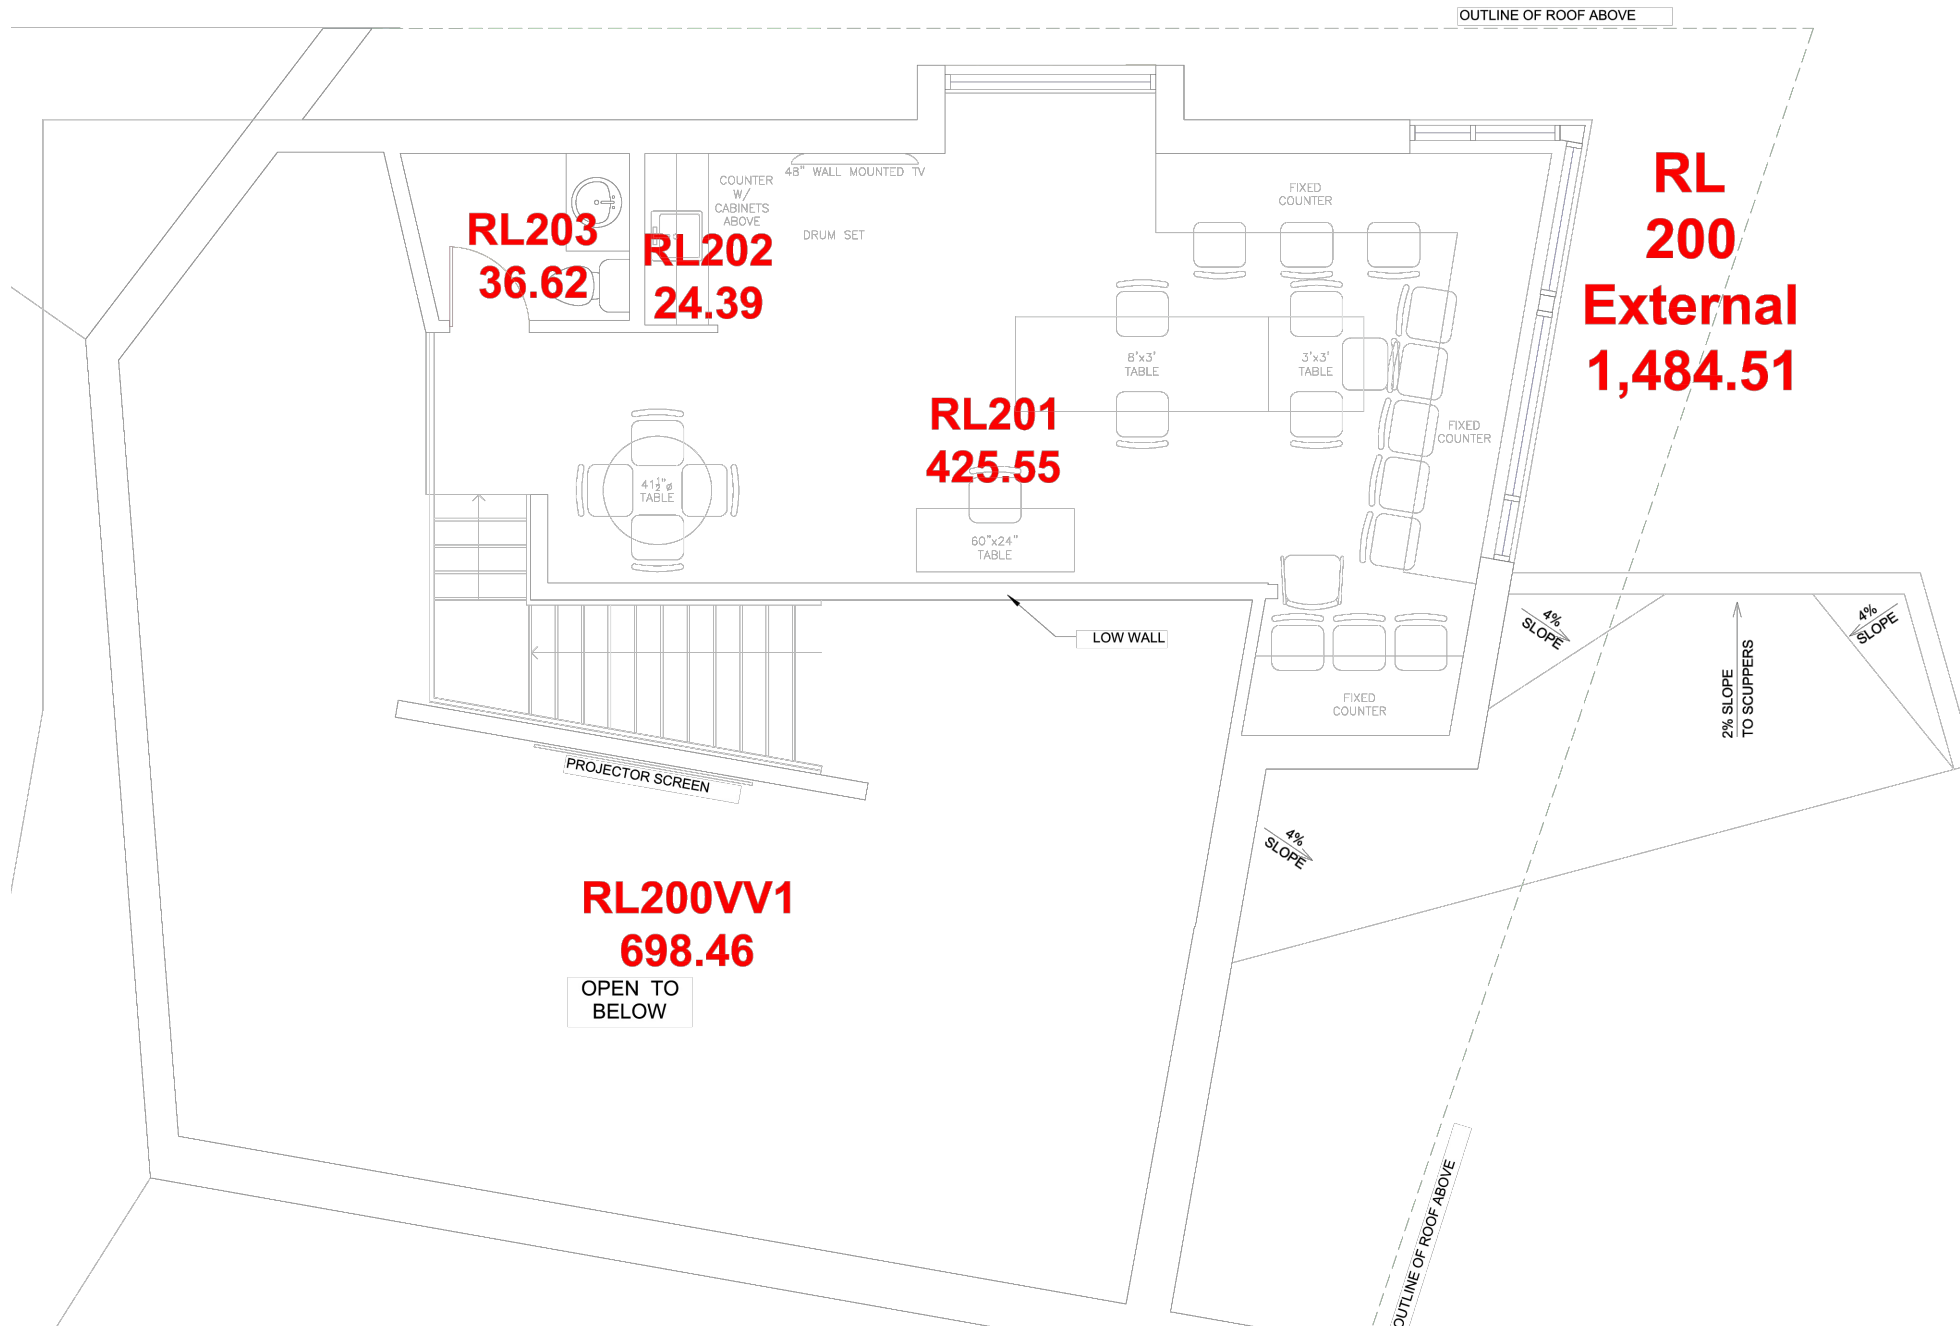 OUTLINE OF ROOF ABOVE
48" WALL MOUNTED TV
COUNTER
W/
CABINETS
ABOVE
DRUM SET
FIXED
COUNTER
RL203
36.62
RL202
24.39
RL
200
External
1,484.51
8'x3'
TABLE
3'x3'
TABLE
RL201
425.55
FIXED
COUNTER
41½"ø
TABLE
60"x24"
TABLE
LOW WALL
4%
SLOPE
2% SLOPE
TO SCUPPERS
4%
SLOPE
FIXED
COUNTER
PROJECTOR SCREEN
4%
SLOPE
RL200VV1
698.46
OPEN TO
BELOW
OUTLINE OF ROOF ABOVE